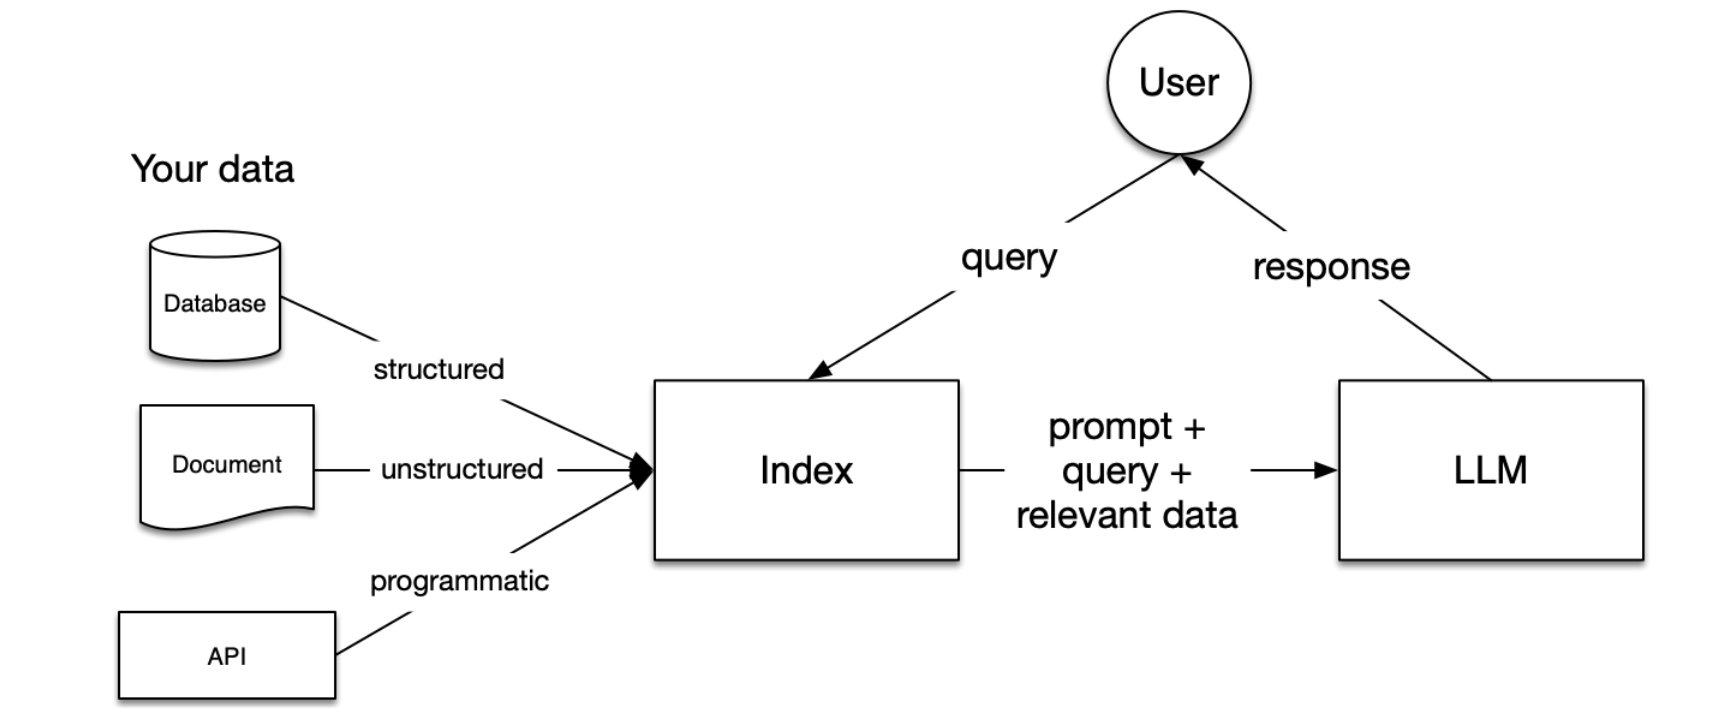 User
Your data
query
response
Database
structured
Document
unstructured
Index
prompt +
query +
relevant data
LLM
programmatic
API